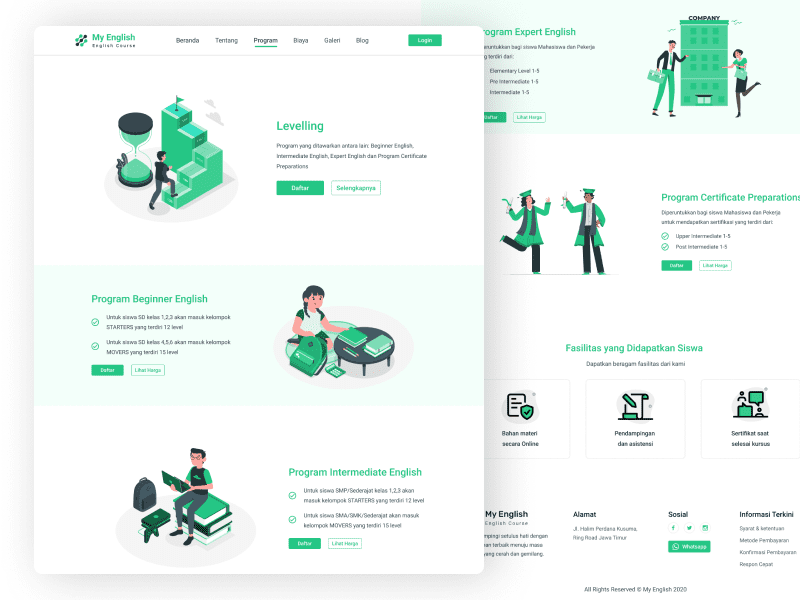 My English
English Course
Beranda
Tentang
Program
Biaya
Galeri
Blog
Login
Levelling
Program yang ditawarkan antara lain: Beginner English,
Intermediate English, Expert English dan Program Certificate
Preparations
Daftar
Selengkapnya
Program Beginner English
Untuk siswa SD kelas 1,2,3 akan masuk kelompok
STARTERS yang terdiri 12 level
Untuk siswa SD kelas 4,5,6 akan masuk kelompok
MOVERS yang terdiri 15 level
Daftar
Lihat Harga
Program Intermediate English
Untuk siswa SMP/Sederajat kelas 1,2,3 akan
masuk kelompok STARTERS yang terdiri 12 level
Untuk siswa SMA/SMK/Sederajat akan masuk
kelompok MOVERS yang terdiri 15 level
Daftar
Lihat Harga
Expert English
bagi siswa Mahasiswa dan Pekerja
terdiri dari:
Elementary Level 1-5
Pre Intermediate 1-5
Intermediate 1-5
Lihat Harga
COMPANY
Program Certificate Preparations
Diperuntukkan bagi siswa Mahasiswa dan Pekerja
untuk mendapatkan sertifikasi yang terdiri dari:
Upper Intermediate 1-5
Post Intermediate 1-5
Daftar
Lihat Harga
Fasilitas yang Didapatkan Siswa
Dapatkan beragam fasilitas dari kami
Bahan materi
secara Online
Pendampingan
dan asistensi
Sertifikat saat
selesai kursus
My English
English Course
setulus hati dengan
terbaik menuju masa
yang cerah dan gemilang.
Alamat
Jl. Halim Perdana Kusuma,
Ring Road Jawa Timur
Sosial
Whatsapp
Informasi Terkini
Syarat & ketentuan
Metode Pembayaran
Konfirmasi Pembayaran
Respon Cepat
All Rights Reserved © My English 2020